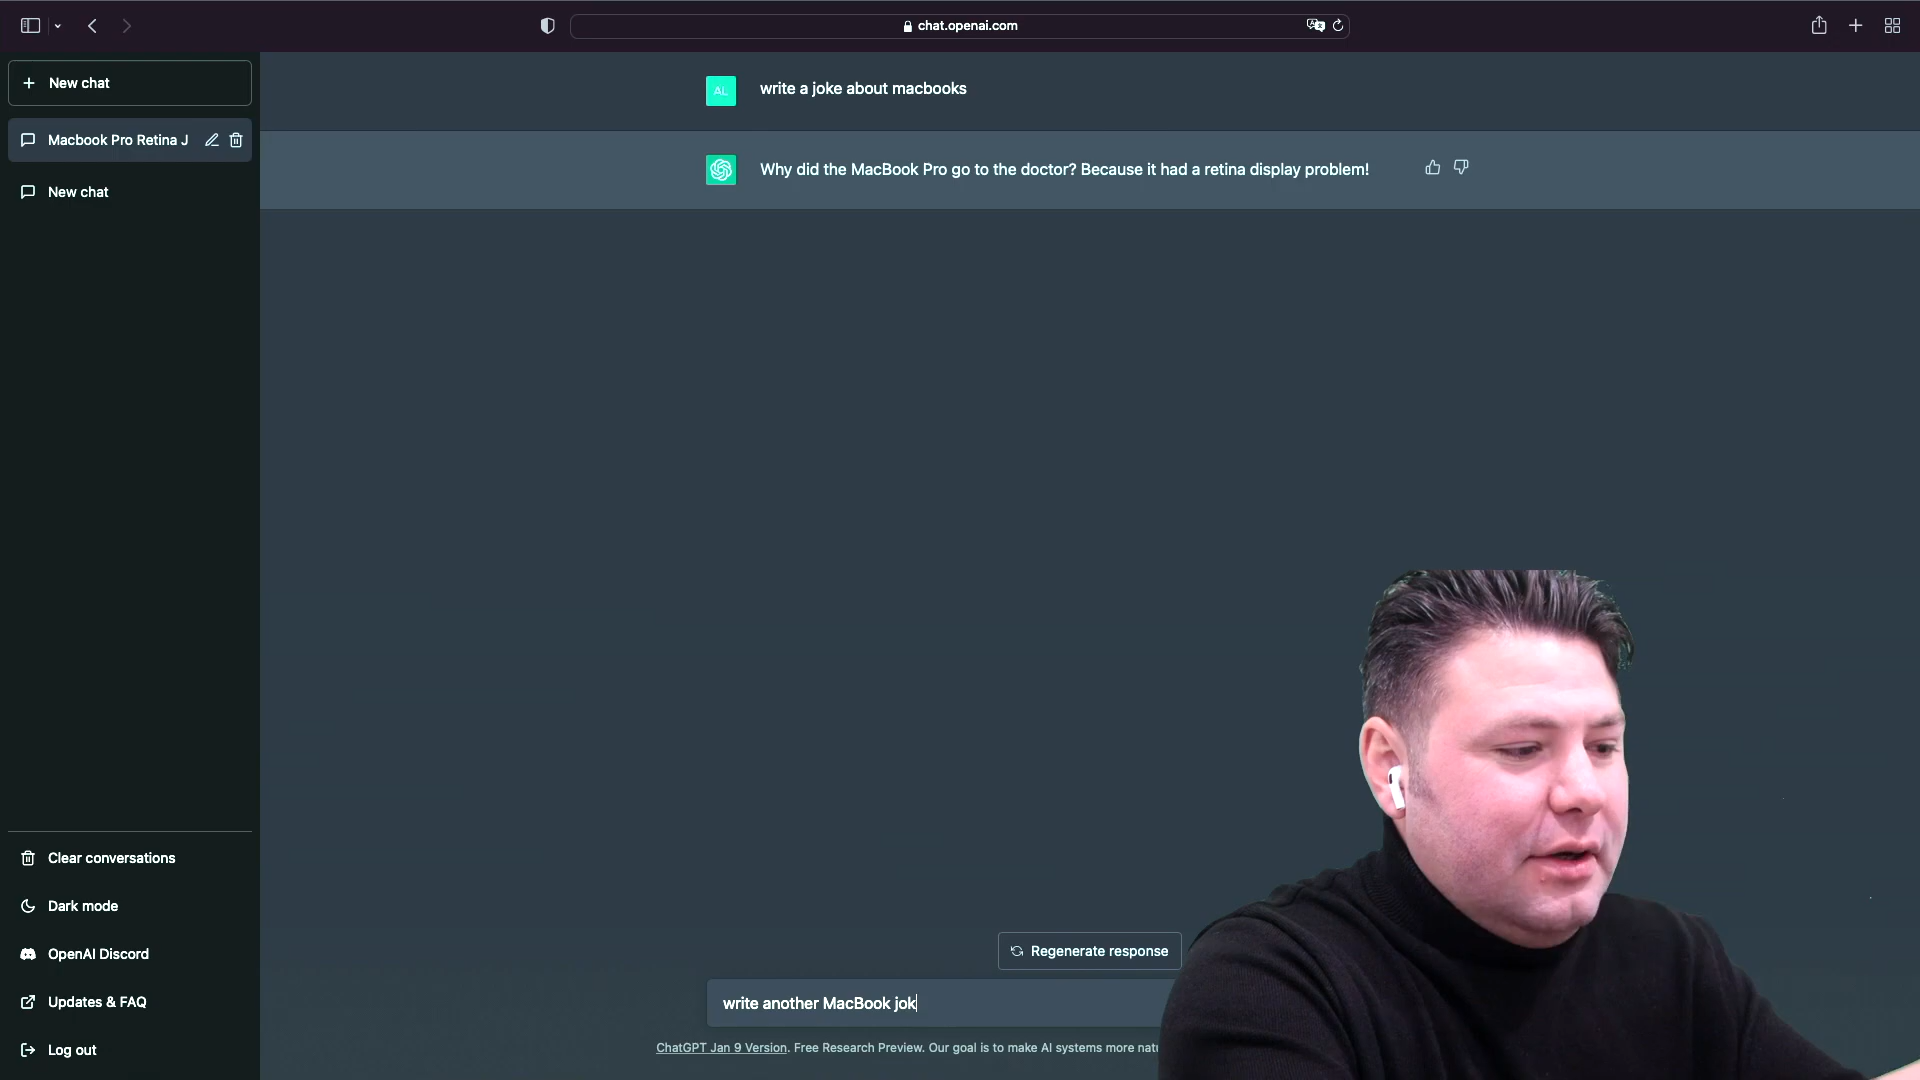 chat.openai.com
New chat
Macbook Pro Retina J
New chat
AL
write a joke about macbooks
Why did the MacBook Pro go to the doctor? Because it had a retina display problem!
Clear conversations
Dark mode
OpenAI Discord
Updates & FAQ
Log out
Regenerate response
write another MacBook jok
ChatGPT Jan 9 Version. Free Research Preview. Our goal is to make AI systems more natu